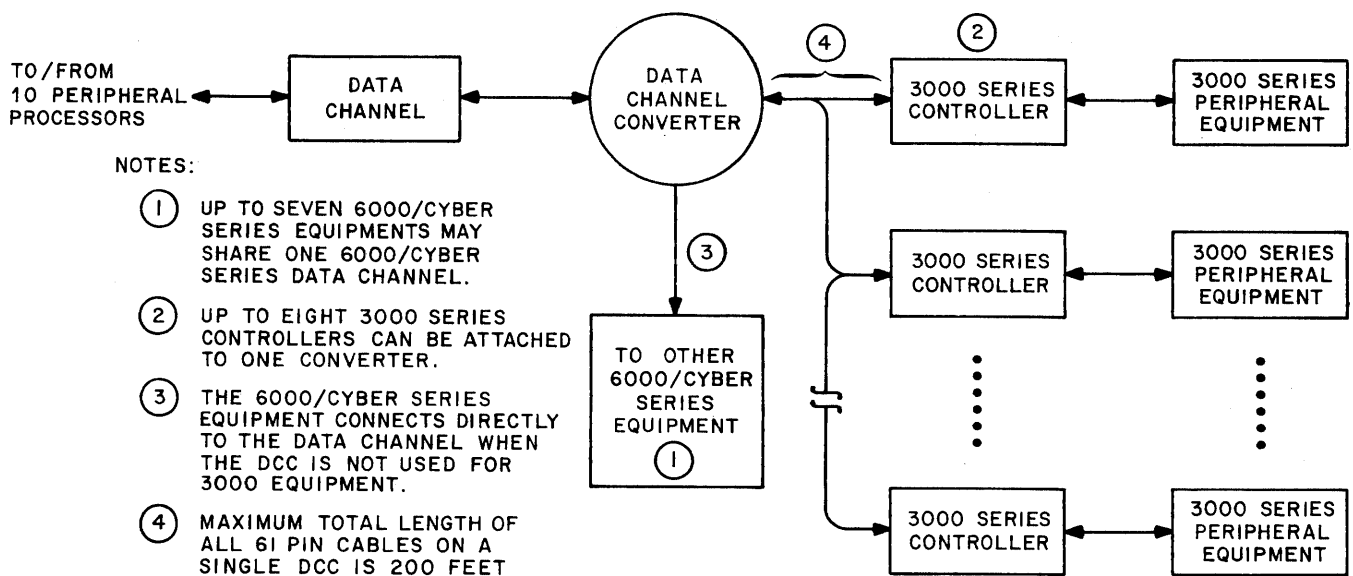 TO/FROM
10 PERIPHERAL
PROCESSORS
DATA
CHANNEL
DATA
CHANNEL
CONVERTER
4
2
3000 SERIES
CONTROLLER
3000 SERIES
PERIPHERAL
EQUIPMENT
NOTES:
1 UP TO SEVEN 6000/CYBER
SERIES EQUIPMENTS MAY
SHARE ONE 6000/CYBER
SERIES DATA CHANNEL.
2 UP TO EIGHT 3000 SERIES
CONTROLLERS CAN BE ATTACHED
TO ONE CONVERTER.
3 THE 6000/CYBER SERIES
EQUIPMENT CONNECTS DIRECTLY
TO THE DATA CHANNEL WHEN
THE DCC IS NOT USED FOR
3000 EQUIPMENT.
4 MAXIMUM TOTAL LENGTH OF
ALL 61 PIN CABLES ON A
SINGLE DCC IS 200 FEET
3
TO OTHER
6000/CYBER
SERIES
EQUIPMENT
1
3000 SERIES
CONTROLLER
3000 SERIES
PERIPHERAL
EQUIPMENT
3000 SERIES
CONTROLLER
3000 SERIES
PERIPHERAL
EQUIPMENT